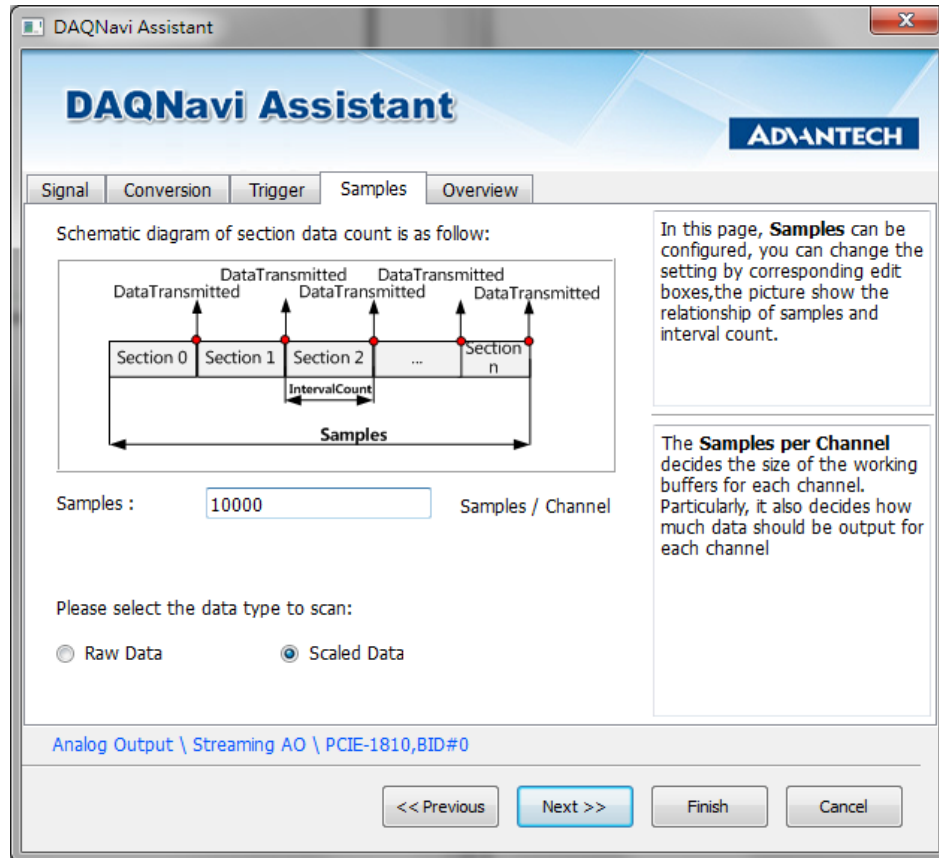 DAQNavi Assistant
DAQNavi Assistant
ADVANTECH
Signal
Conversion
Trigger
Samples
Overview
Schematic diagram of section data count is as follow:
DataTransmitted
DataTransmitted
DataTransmitted
DataTransmitted
DataTransmitted
Section 0
Section 1
Section 2
...
Section
n
IntervalCount
Samples
Samples :
10000
Samples / Channel
Please select the data type to scan:
Raw Data
Scaled Data
In this page, Samples can be
configured, you can change the
setting by corresponding edit
boxes,the picture show the
relationship of samples and
interval count.
The Samples per Channel
decides the size of the working
buffers for each channel.
Particularly, it also decides how
much data should be output for
each channel
Analog Output \ Streaming AO \ PCIE-1810,BID#0
<< Previous
Next >>
Finish
Cancel